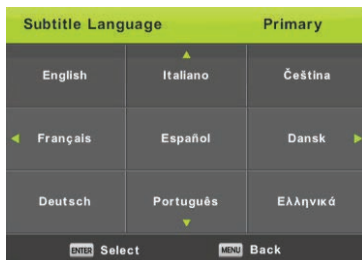 Subtitle Language Primary
English Italiano Čeština
Français Español Dansk
Deutsch Português Ελληνικά
ENTER Select MENU Back